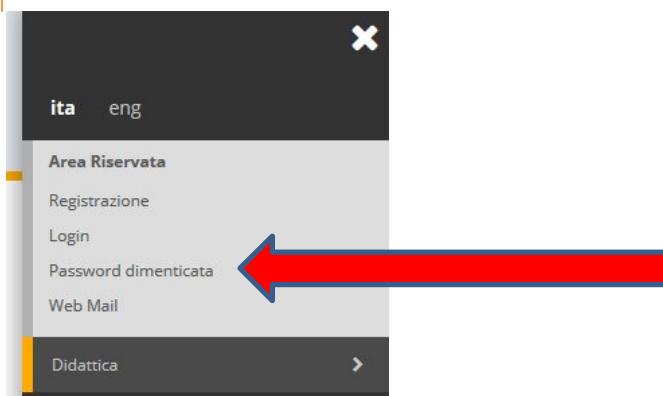 ita eng
Area Riservata
Registrazione
Login
Password dimenticata
Web Mail
Didattica